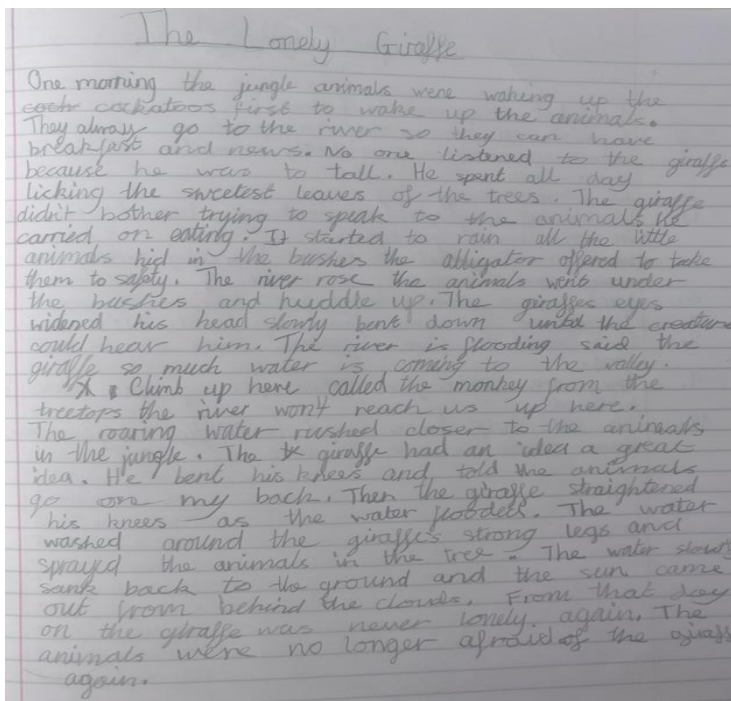 The Lonely Giraffe
One morning the jungle animals were waking up the
cockatoos first to wake up the animals.
They always go to the river so they can have
breakfast and news. No one listened to the giraffe
because he was to tall. He spent all day
licking the sweetest leaves of the trees. The giraffe
didn't bother trying to speak to the animals he
carried on eating. It started to rain all the little
animals hid in the bushes the alligator offered to take
them to safety. The river rose the animals went under
the bushes and huddle up. The giraffes eyes
widened his head slowly bent down until the creature
could hear him. The river is flooding said the
giraffe so much water is coming to the valley.
Climb up here called the monkey from the
treetops the river won't reach us up here.
The roaring water rushed closer to the animals
in the jungle. The giraffe had an idea a great
idea. He bent his knees and told the animals
go on my back. Then the giraffe straightened
his knees as the water floodets. The water
washed around the giraffe's strong legs and
sprayed the animals in the tree. The water slowly
sank back to the ground and the sun came
out from behind the clouds. From that day
on the giraffe was never lonely again. The
animals were no longer afraid of the giraff
again.